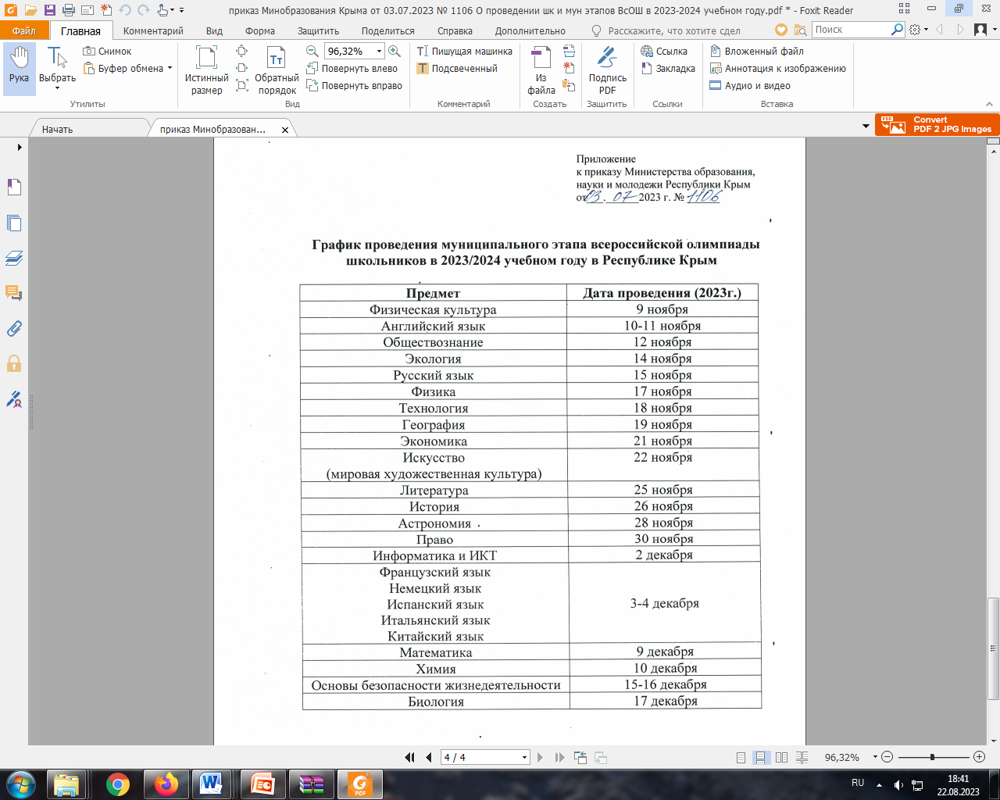 приказ Минобразования Крыма от 03.07.2023 № 1106 О проведении шк и мун этапов ВсОШ в 2023-2024 учебном году.pdf * - Foxit Reader
Файл Главная Комментарий Вид Форма Защитить Поделиться Справка Дополнительно Расскажите, что хотите сдел Поиск
Рука
Выбрать
Снимок
Буфер обмена
Утилиты
Истинный размер
Обратный порядок
96,32%
Повернуть влево
Повернуть вправо
Вид
Пишущая машинка
Подсвеченный
Комментарий
Из файла
Создать
Подпись PDF
Защитить
Ссылка
Закладка
Ссылки
Вложенный файл
Аннотация к изображению
Аудио и видео
Вставка
Начать
приказ Минобразован...
Convert
PDF 2 JPG Images
Приложение
к приказу Министерства образования,
науки и молодежи Республики Крым
от 03. 07 2023 г. № 1106
График проведения муниципального этапа всероссийской олимпиады
школьников в 2023/2024 учебном году в Республике Крым
Предмет Дата проведения (2023г.)
Физическая культура 9 ноября
Английский язык 10-11 ноября
Обществознание 12 ноября
Экология 14 ноября
Русский язык 15 ноября
Физика 17 ноября
Технология 18 ноября
География 19 ноября
Экономика 21 ноября
Искусство 22 ноября
(мировая художественная культура)
Литература 25 ноября
История 26 ноября
Астрономия 28 ноября
Право 30 ноября
Информатика и ИКТ 2 декабря
Французский язык
Немецкий язык
Испанский язык 3-4 декабря
Итальянский язык
Китайский язык
Математика 9 декабря
Химия 10 декабря
Основы безопасности жизнедеятельности 15-16 декабря
Биология 17 декабря
4 / 4
96,32%
RU
18:41
22.08.2023